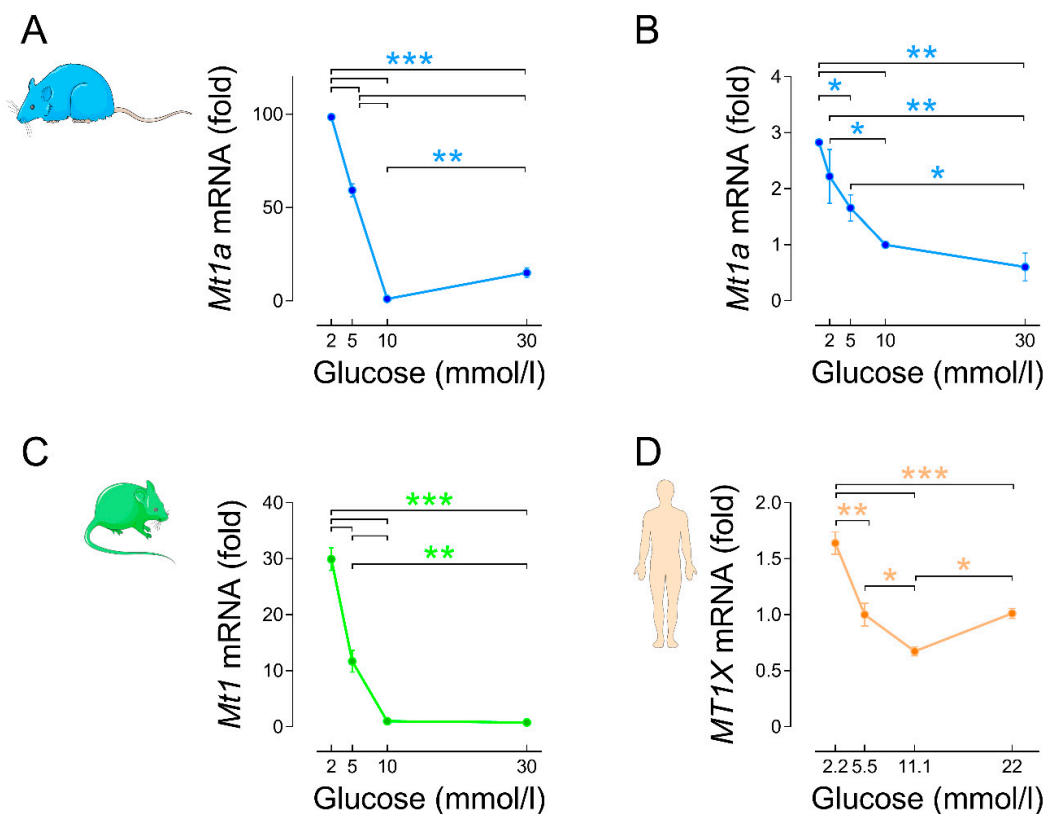 A
Mt1a mRNA (fold)
100
50
0
***
**
2 5 10 30
Glucose (mmol/l)
B
Mt1a mRNA (fold)
4
3
2
1
0
**
*
**
*
*
2 5 10 30
Glucose (mmol/l)
C
Mt1 mRNA (fold)
40
30
20
10
0
***
**
2 5 10 30
Glucose (mmol/l)
D
MT1X mRNA (fold)
2.0
1.5
1.0
0.5
0
***
**
*
*
2.2 5.5 11.1 22
Glucose (mmol/l)